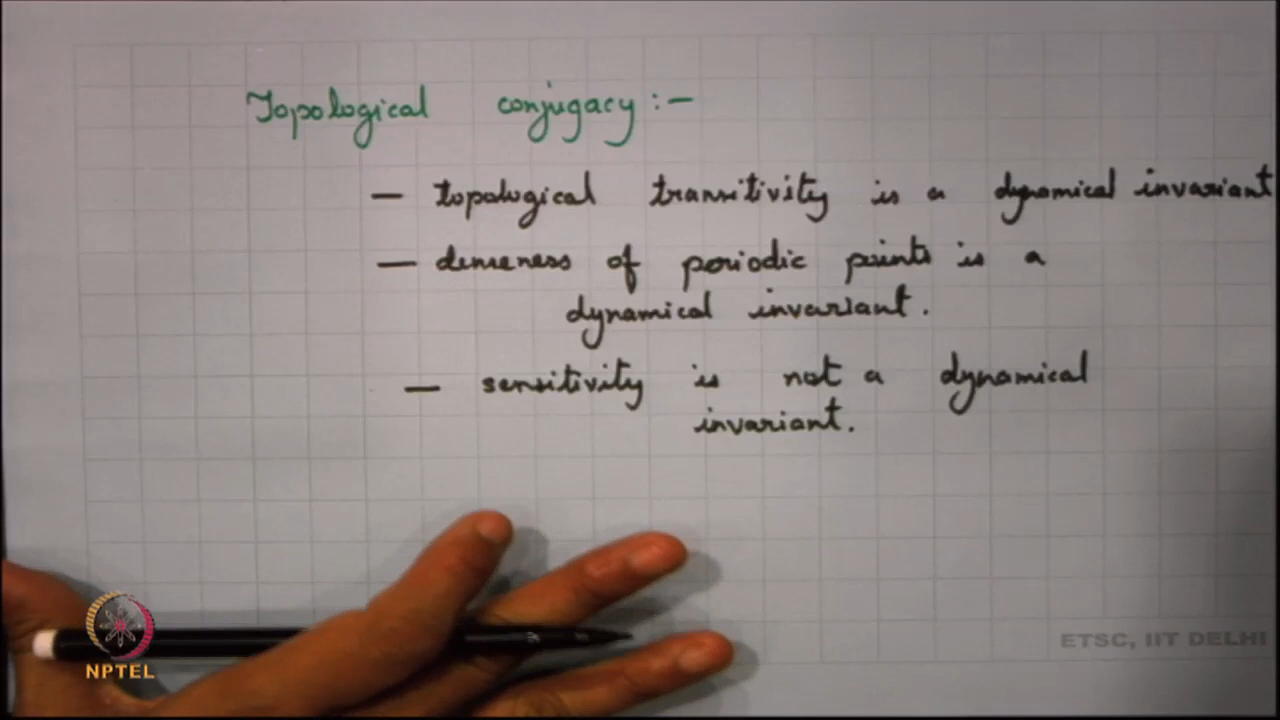 Topological conjugacy :-
— topological transitivity is a dynamical invariant
— denseness of periodic points is a
dynamical invariant.
— sensitivity is not a dynamical
invariant.
NPTEL
ETSC, IIT DELHI